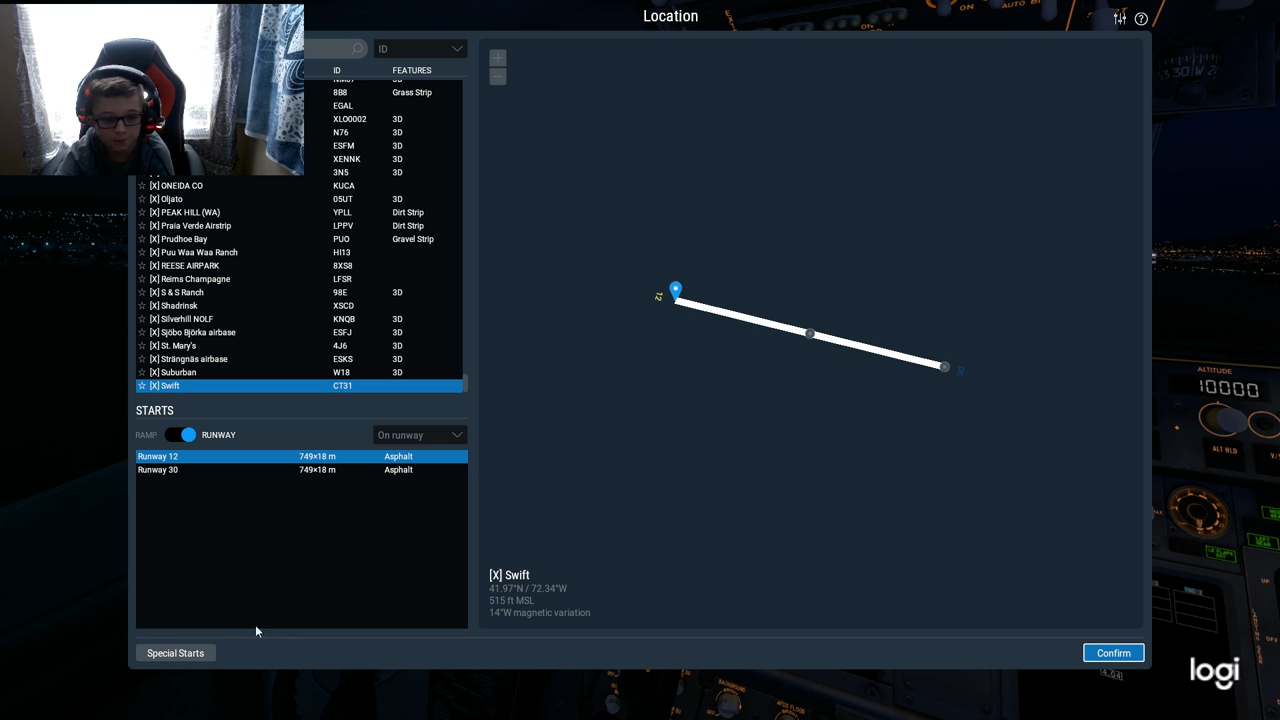 Location
ID
ID FEATURES
8B8 Grass Strip
EGAL
XLO0002 3D
N76 3D
ESFM 3D
XENNK 3D
3N5 3D
☆ [X] ONEIDA CO KUCA
☆ [X] Oljato 05UT 3D
☆ [X] PEAK HILL (WA) YPLL Dirt Strip
☆ [X] Praia Verde Airstrip LPPV Dirt Strip
☆ [X] Prudhoe Bay PUO Gravel Strip
☆ [X] Puu Waa Waa Ranch HI13
☆ [X] REESE AIRPARK 8XS8
☆ [X] Reims Champagne LFSR
☆ [X] S & S Ranch 98E 3D
☆ [X] Shadrinsk XSCD
☆ [X] Silverhill NOLF KNQB 3D
☆ [X] Sjöbo Björka airbase ESFJ 3D
☆ [X] St. Mary's 4J6 3D
☆ [X] Strängnäs airbase ESKS 3D
☆ [X] Suburban W18 3D
☆ [X] Swift CT31
STARTS
RAMP RUNWAY On runway
Runway 12 749×18 m Asphalt
Runway 30 749×18 m Asphalt
Special Starts
12
30
[X] Swift
41.97°N / 72.34°W
515 ft MSL
14°W magnetic variation
Confirm
ALTITUDE
10000
ALT HLD
logi